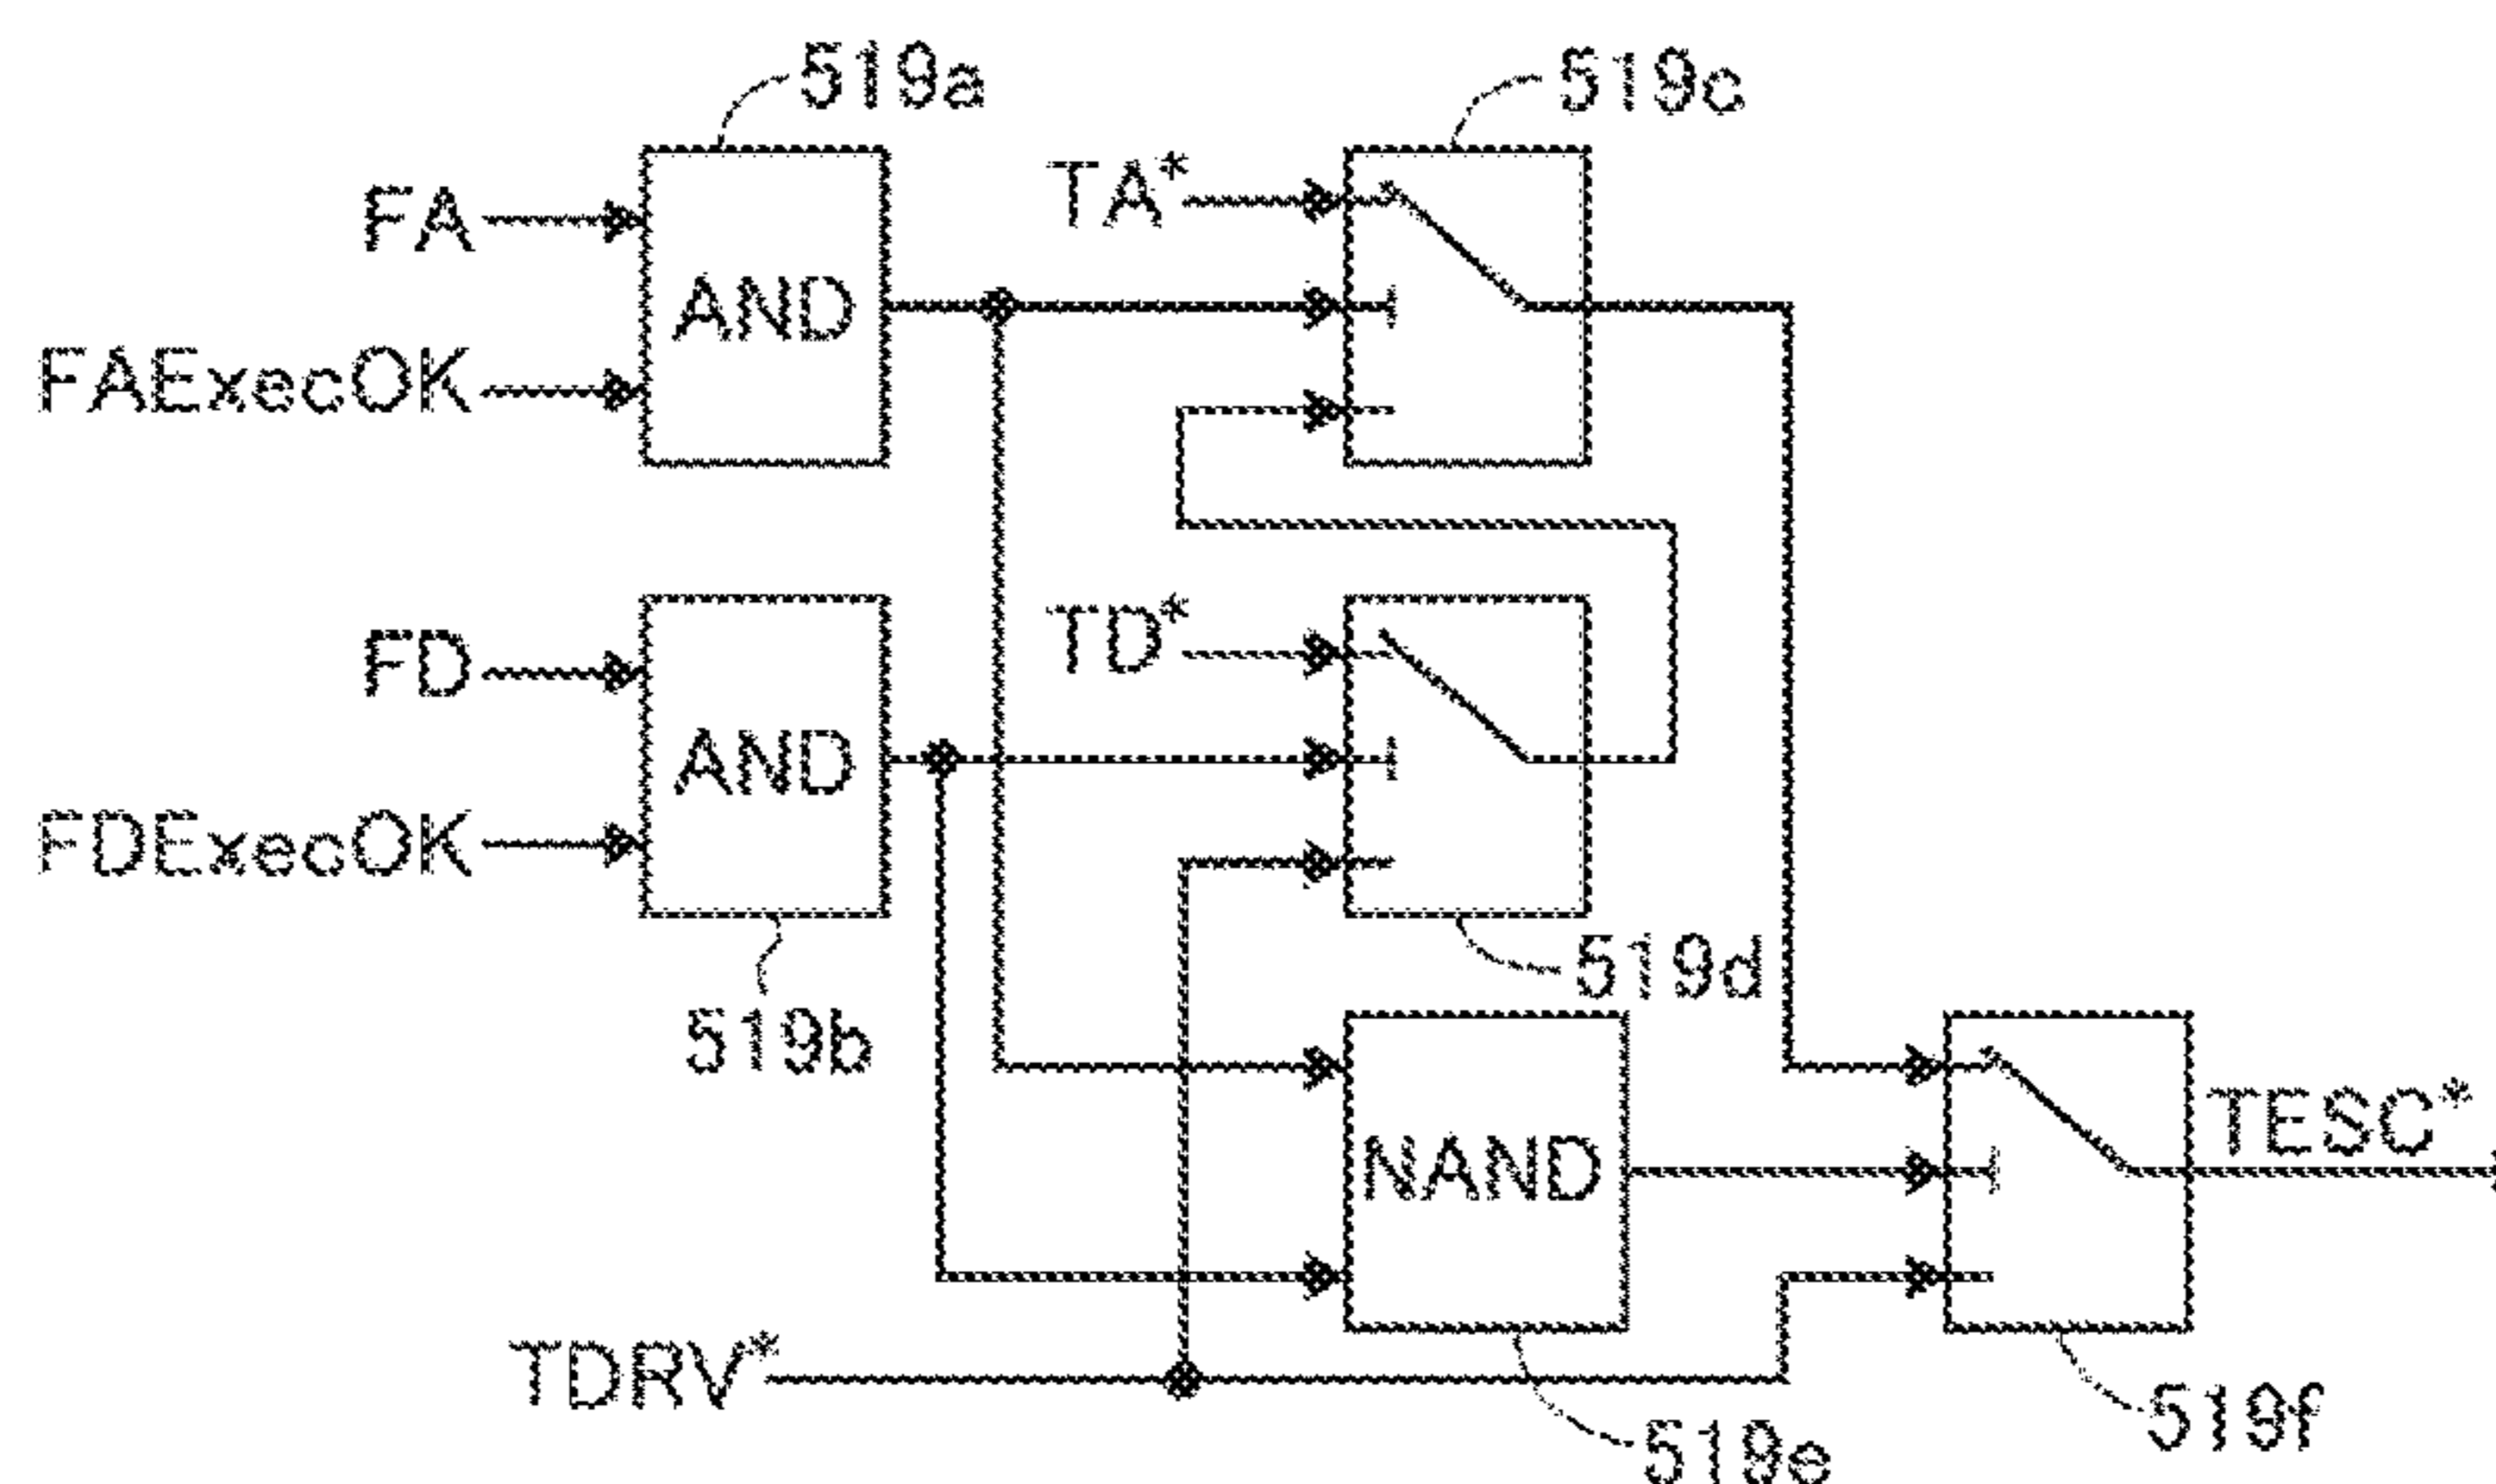 519a
519c
TA*
FA
AND
FAExecOK
TD*
FD
AND
FDExecOK
519d
519b
TESC*
NAND
TDRV*
519f
519e